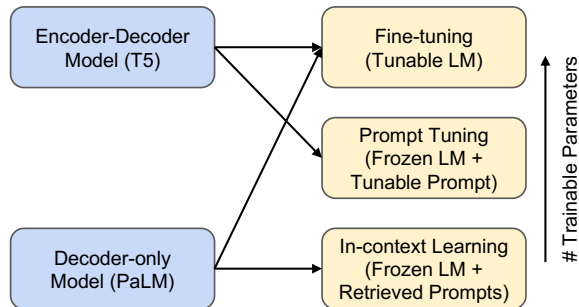 Encoder-Decoder
Model (T5)
Fine-tuning
(Tunable LM)
Prompt Tuning
(Frozen LM +
Tunable Prompt)
Decoder-only
Model (PaLM)
In-context Learning
(Frozen LM +
Retrieved Prompts)
# Trainable Parameters